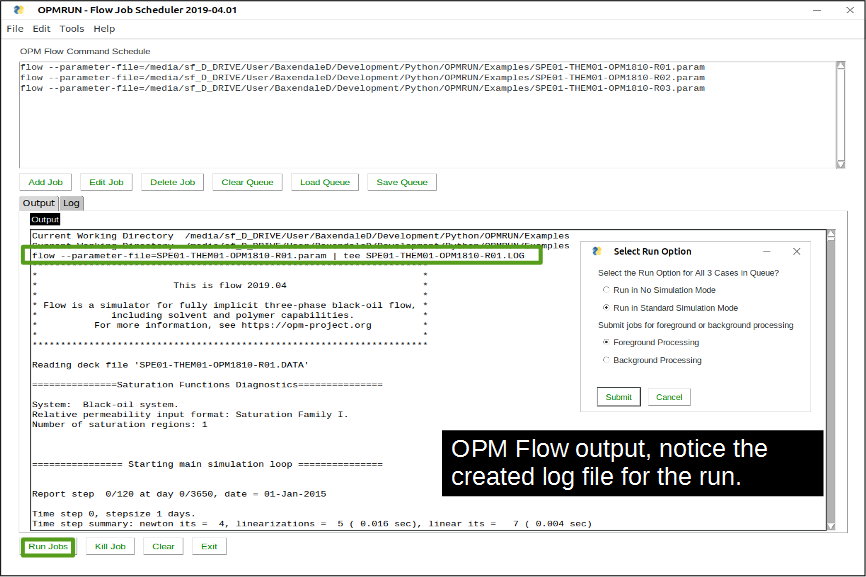 OPMRUN - Flow Job Scheduler 2019-04.01
File Edit Tools Help
OPM Flow Command Schedule
flow --parameter-file=/media/sf_D_DRIVE/User/BaxendaleD/Development/Python/OPMRUN/Examples/SPE01-THEM01-OPM1810-R01.param
flow --parameter-file=/media/sf_D_DRIVE/User/BaxendaleD/Development/Python/OPMRUN/Examples/SPE01-THEM01-OPM1810-R02.param
flow --parameter-file=/media/sf_D_DRIVE/User/BaxendaleD/Development/Python/OPMRUN/Examples/SPE01-THEM01-OPM1810-R03.param
Add Job Edit Job Delete Job Clear Queue Load Queue Save Queue
Output Log
Output
Current Working Directory /media/sf_D_DRIVE/User/BaxendaleD/Development/Python/OPMRUN/Examples
Current Working Directory /media/sf_D_DRIVE/User/BaxendaleD/Development/Python/OPMRUN/Examples
flow --parameter-file=SPE01-THEM01-OPM1810-R01.param | tee SPE01-THEM01-OPM1810-R01.LOG
**********************************************************************
* *
* This is flow 2019.04 *
* *
* Flow is a simulator for fully implicit three-phase black-oil flow, *
* including solvent and polymer capabilities. *
* For more information, see https://opm-project.org *
* *
**********************************************************************
Reading deck file 'SPE01-THEM01-OPM1810-R01.DATA'
===============Saturation Functions Diagnostics===============
System: Black-oil system.
Relative permeability input format: Saturation Family I.
Number of saturation regions: 1
================ Starting main simulation loop ===============
Report step 0/120 at day 0/3650, date = 01-Jan-2015
Time step 0, stepsize 1 days.
Time step summary: newton its = 4, linearizations = 5 ( 0.016 sec), linear its = 7 ( 0.004 sec)
Select Run Option
Select the Run Option for All 3 Cases in Queue?
Run in No Simulation Mode
Run in Standard Simulation Mode
Submit jobs for foreground or background processing
Foreground Processing
Background Processing
Submit Cancel
OPM Flow output, notice the
created log file for the run.
Run Jobs Kill Job Clear Exit